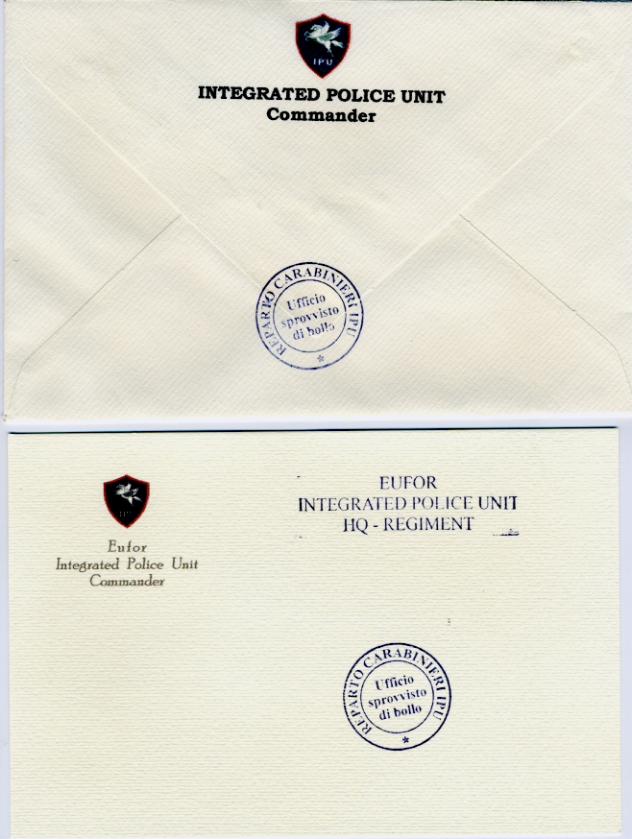 IPU
INTEGRATED POLICE UNIT
Commander
REPARTO CARABINIERI IPU
Ufficio
sprovvisto
di bollo
*
IPU
Eufor
Integrated Police Unit
Commander
EUFOR
INTEGRATED POLICE UNIT
HQ - REGIMENT
REPARTO CARABINIERI IPU
Ufficio
sprovvisto
di bollo
*